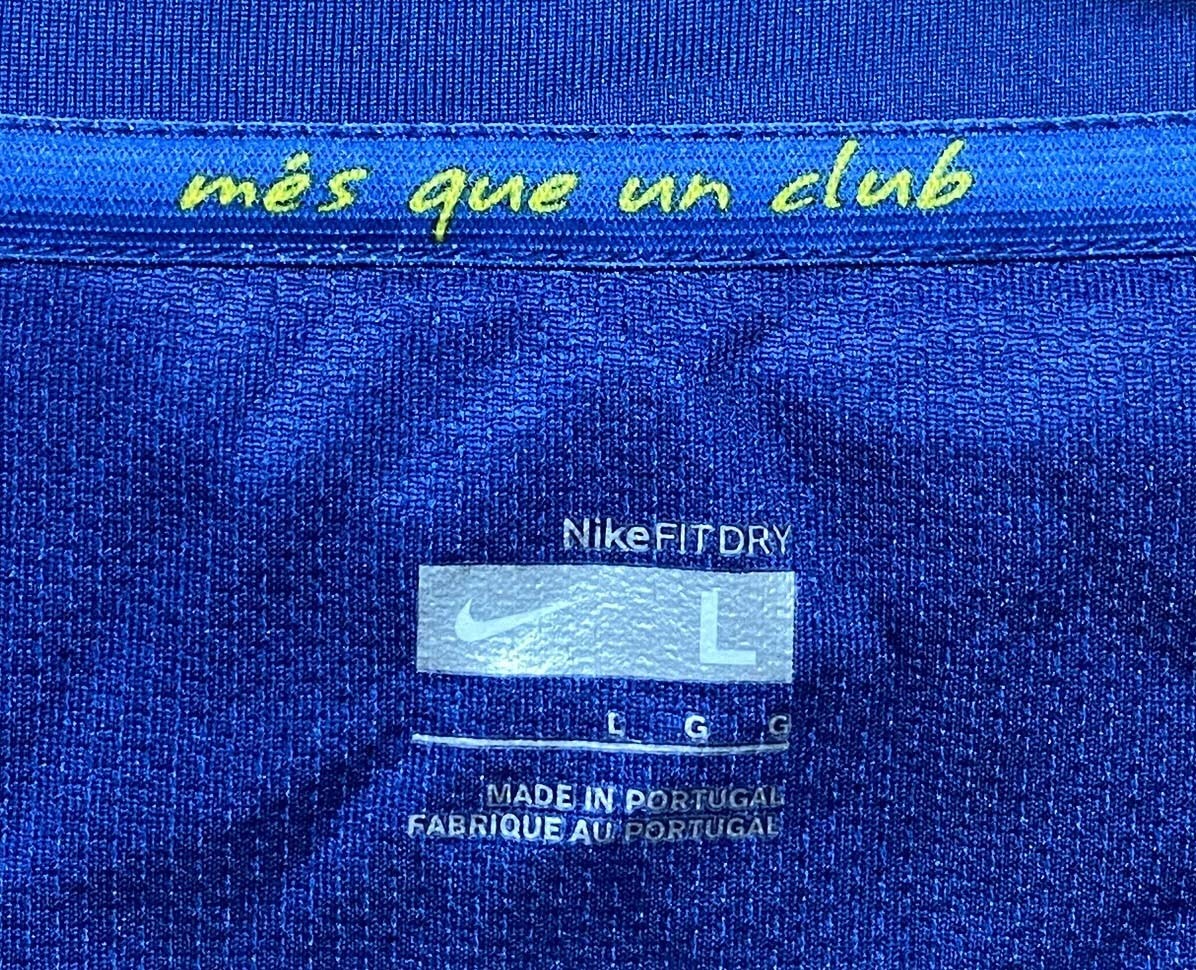 més que un club
NikeFIT DRY
L
L G G
MADE IN PORTUGAL
FABRIQUE AU PORTUGAL